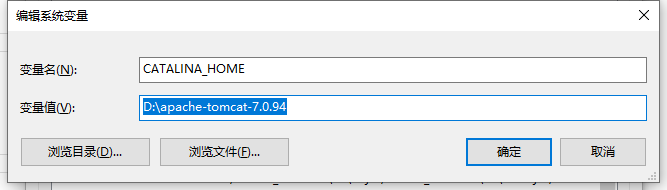 编辑系统变量
变量名(N):
CATALINA_HOME
变量值(V):
D:\apache-tomcat-7.0.94
浏览目录(D)...
浏览文件(F)...
确定
取消